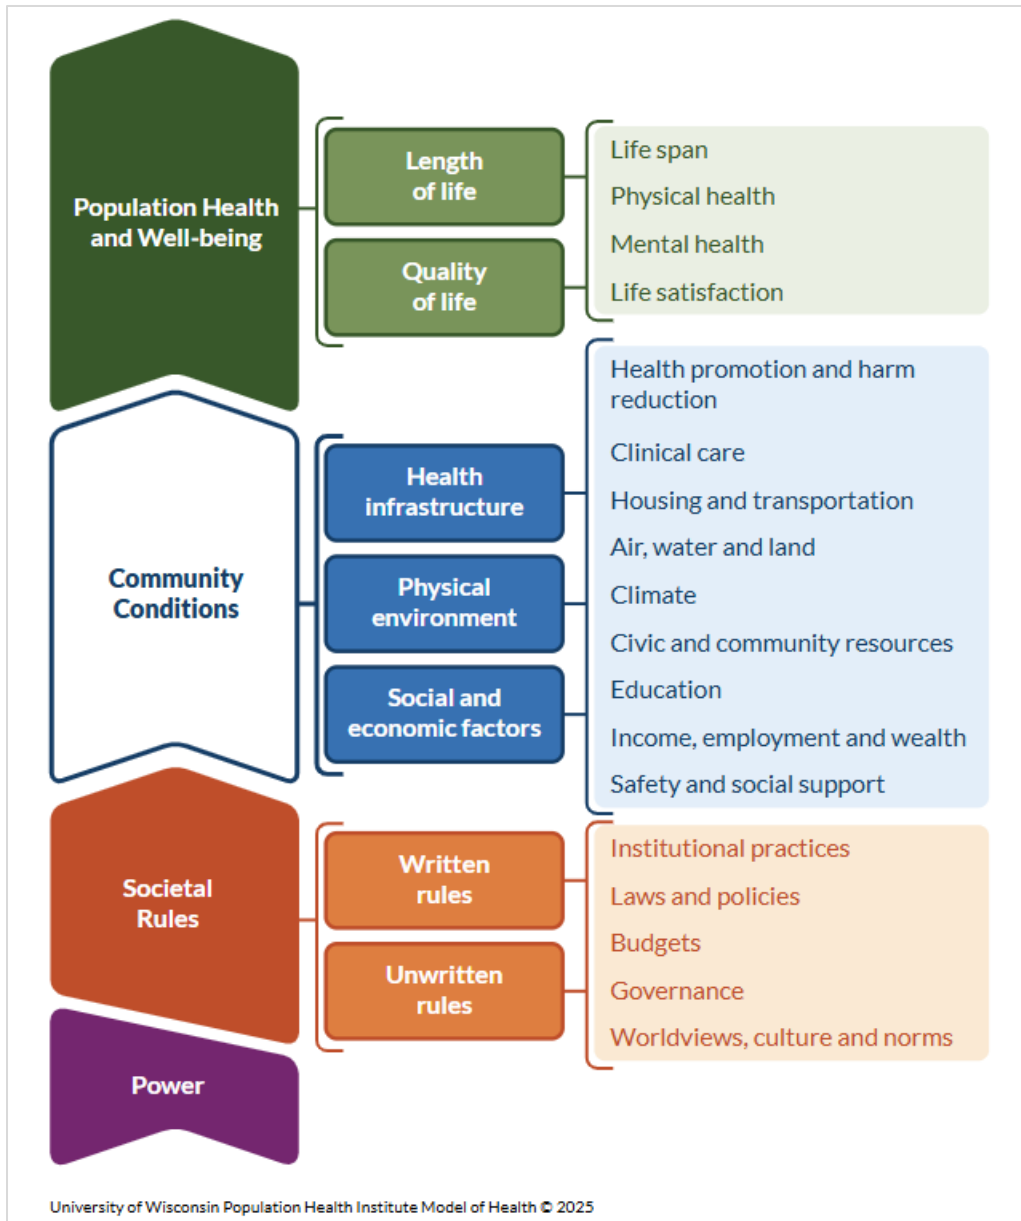 Population Health
and Well-being
Length
of life
Quality
of life
Life span
Physical health
Mental health
Life satisfaction
Community
Conditions
Health
infrastructure
Physical
environment
Social and
economic factors
Health promotion and harm
reduction
Clinical care
Housing and transportation
Air, water and land
Climate
Civic and community resources
Education
Income, employment and wealth
Safety and social support
Societal
Rules
Written
rules
Unwritten
rules
Institutional practices
Laws and policies
Budgets
Governance
Worldviews, culture and norms
Power
University of Wisconsin Population Health Institute Model of Health © 2025